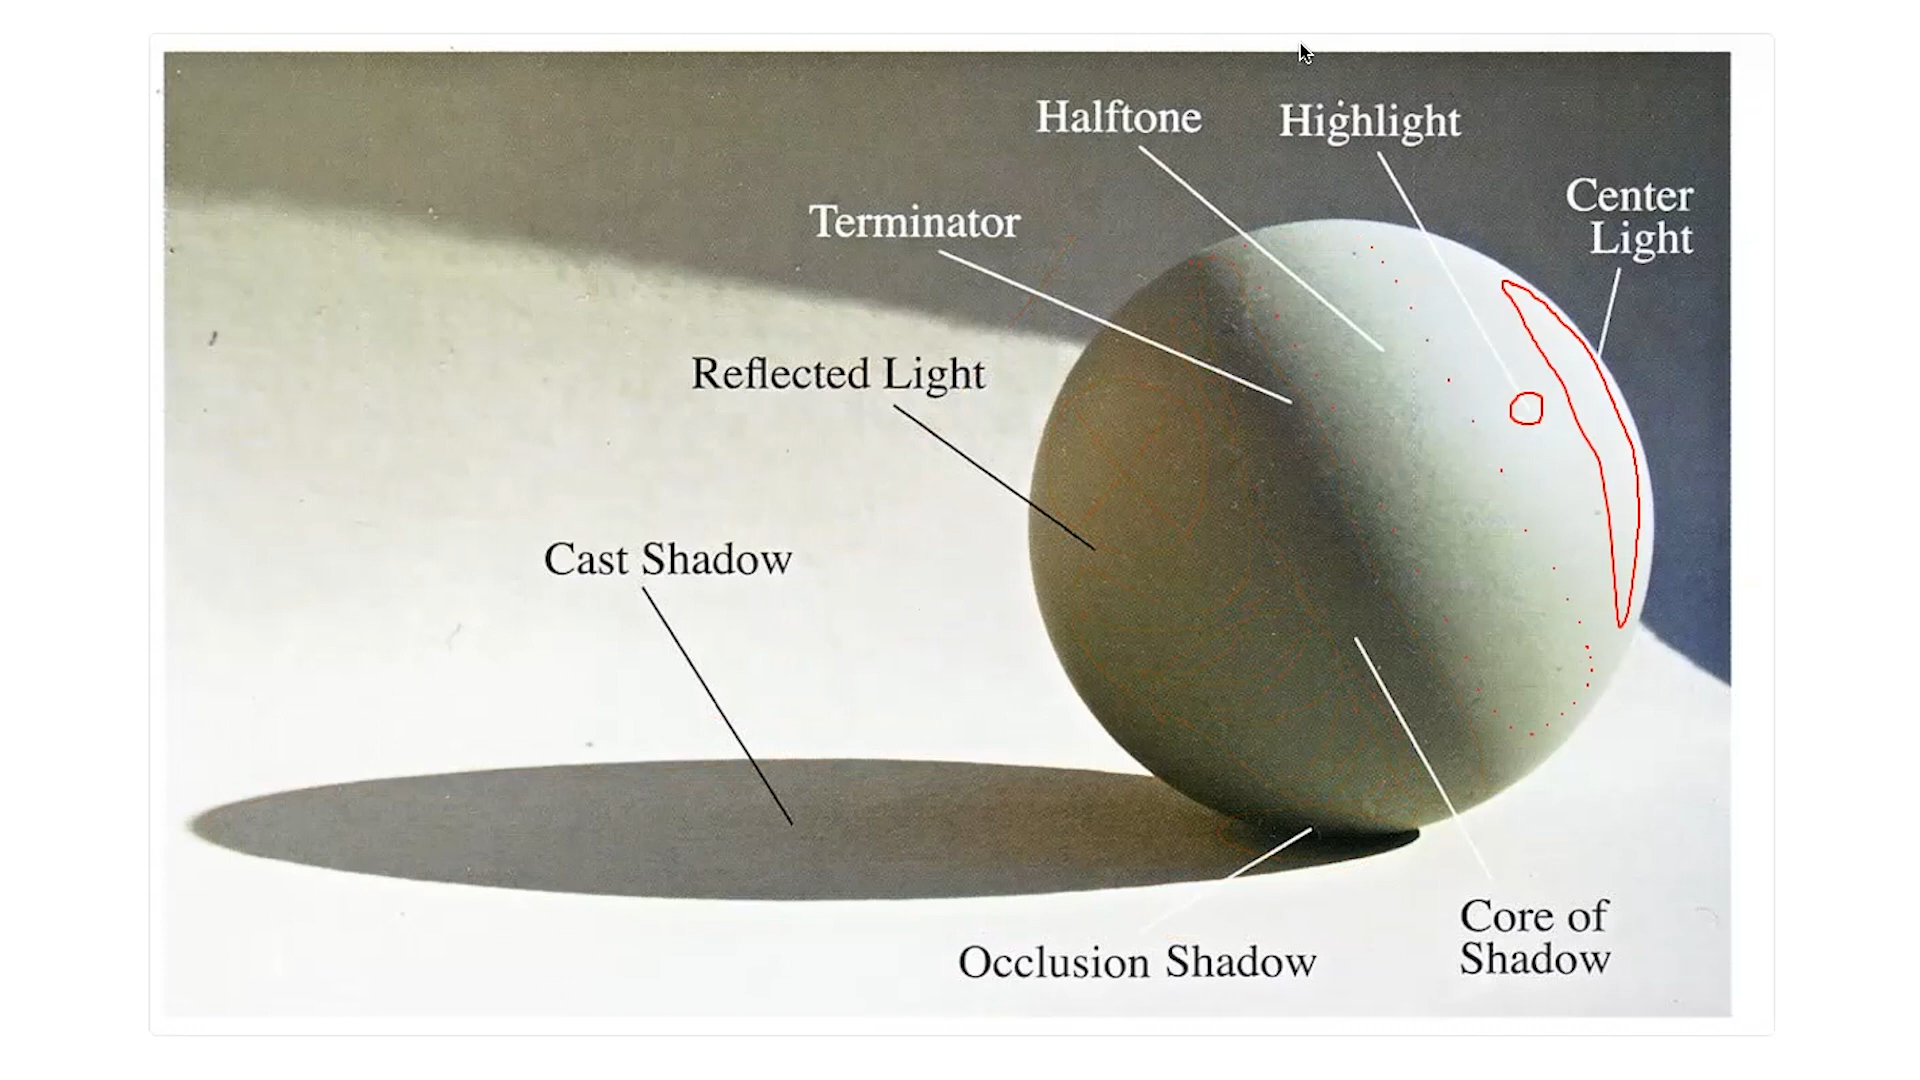 Halftone
Highlight
Center
Light
Terminator
Reflected Light
Cast Shadow
Core of
Shadow
Occlusion Shadow